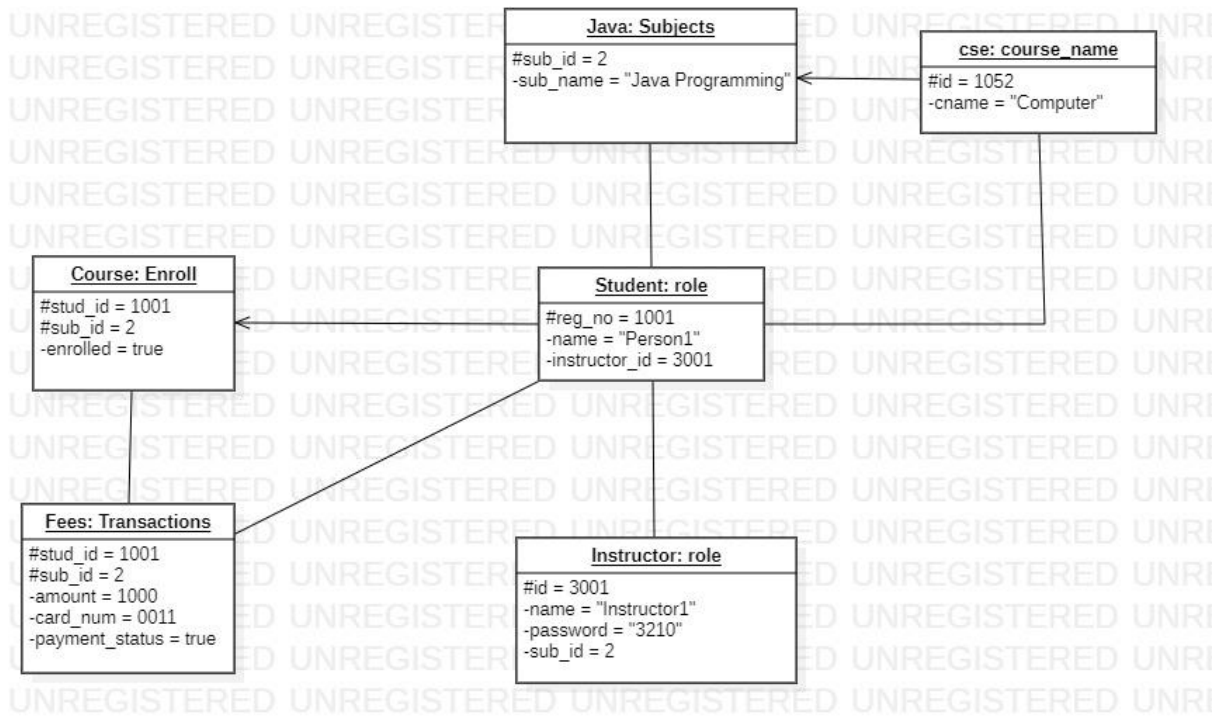 Java: Subjects
#sub_id = 2
-sub_name = "Java Programming"
cse: course_name
#id = 1052
-cname = "Computer"
Course: Enroll
#stud_id = 1001
#sub_id = 2
-enrolled = true
Student: role
#reg_no = 1001
-name = "Person1"
-instructor_id = 3001
Fees: Transactions
#stud_id = 1001
#sub_id = 2
-amount = 1000
-card_num = 0011
-payment_status = true
Instructor: role
#id = 3001
-name = "Instructor1"
-password = "3210"
-sub_id = 2
UNREGISTERED